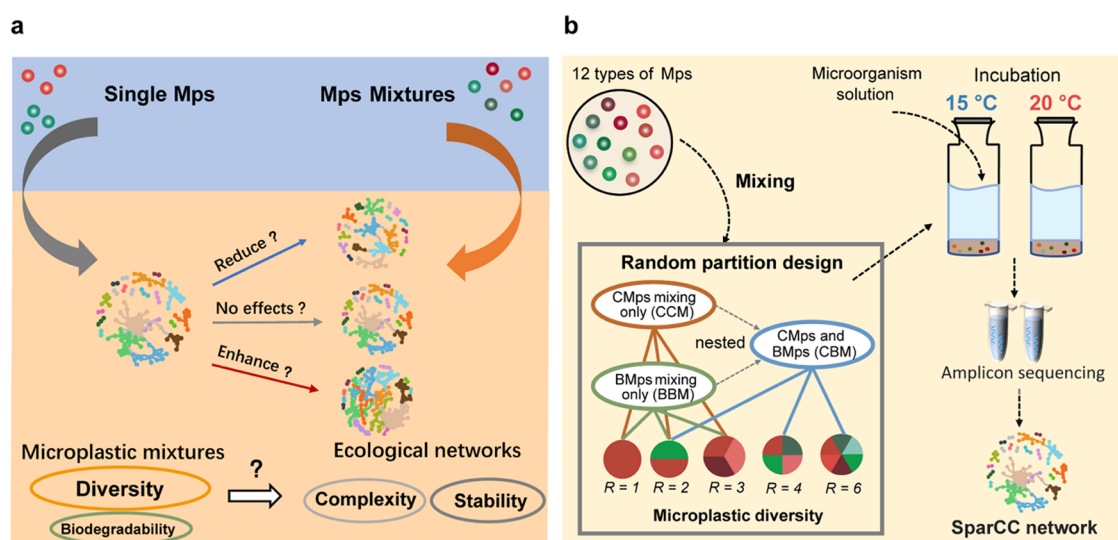 a
Single Mps
Mps Mixtures
Reduce ?
No effects ?
Enhance ?
Microplastic mixtures
Diversity
Biodegradability
?
Ecological networks
Complexity
Stability
b
12 types of Mps
Mixing
Microorganism
solution
Incubation
15 °C
20 °C
Random partition design
CMps mixing
only (CCM)
nested
CMps and
BMps (CBM)
BMps mixing
only (BBM)
R = 1
R = 2
R = 3
R = 4
R = 6
Microplastic diversity
Amplicon sequencing
SparCC network